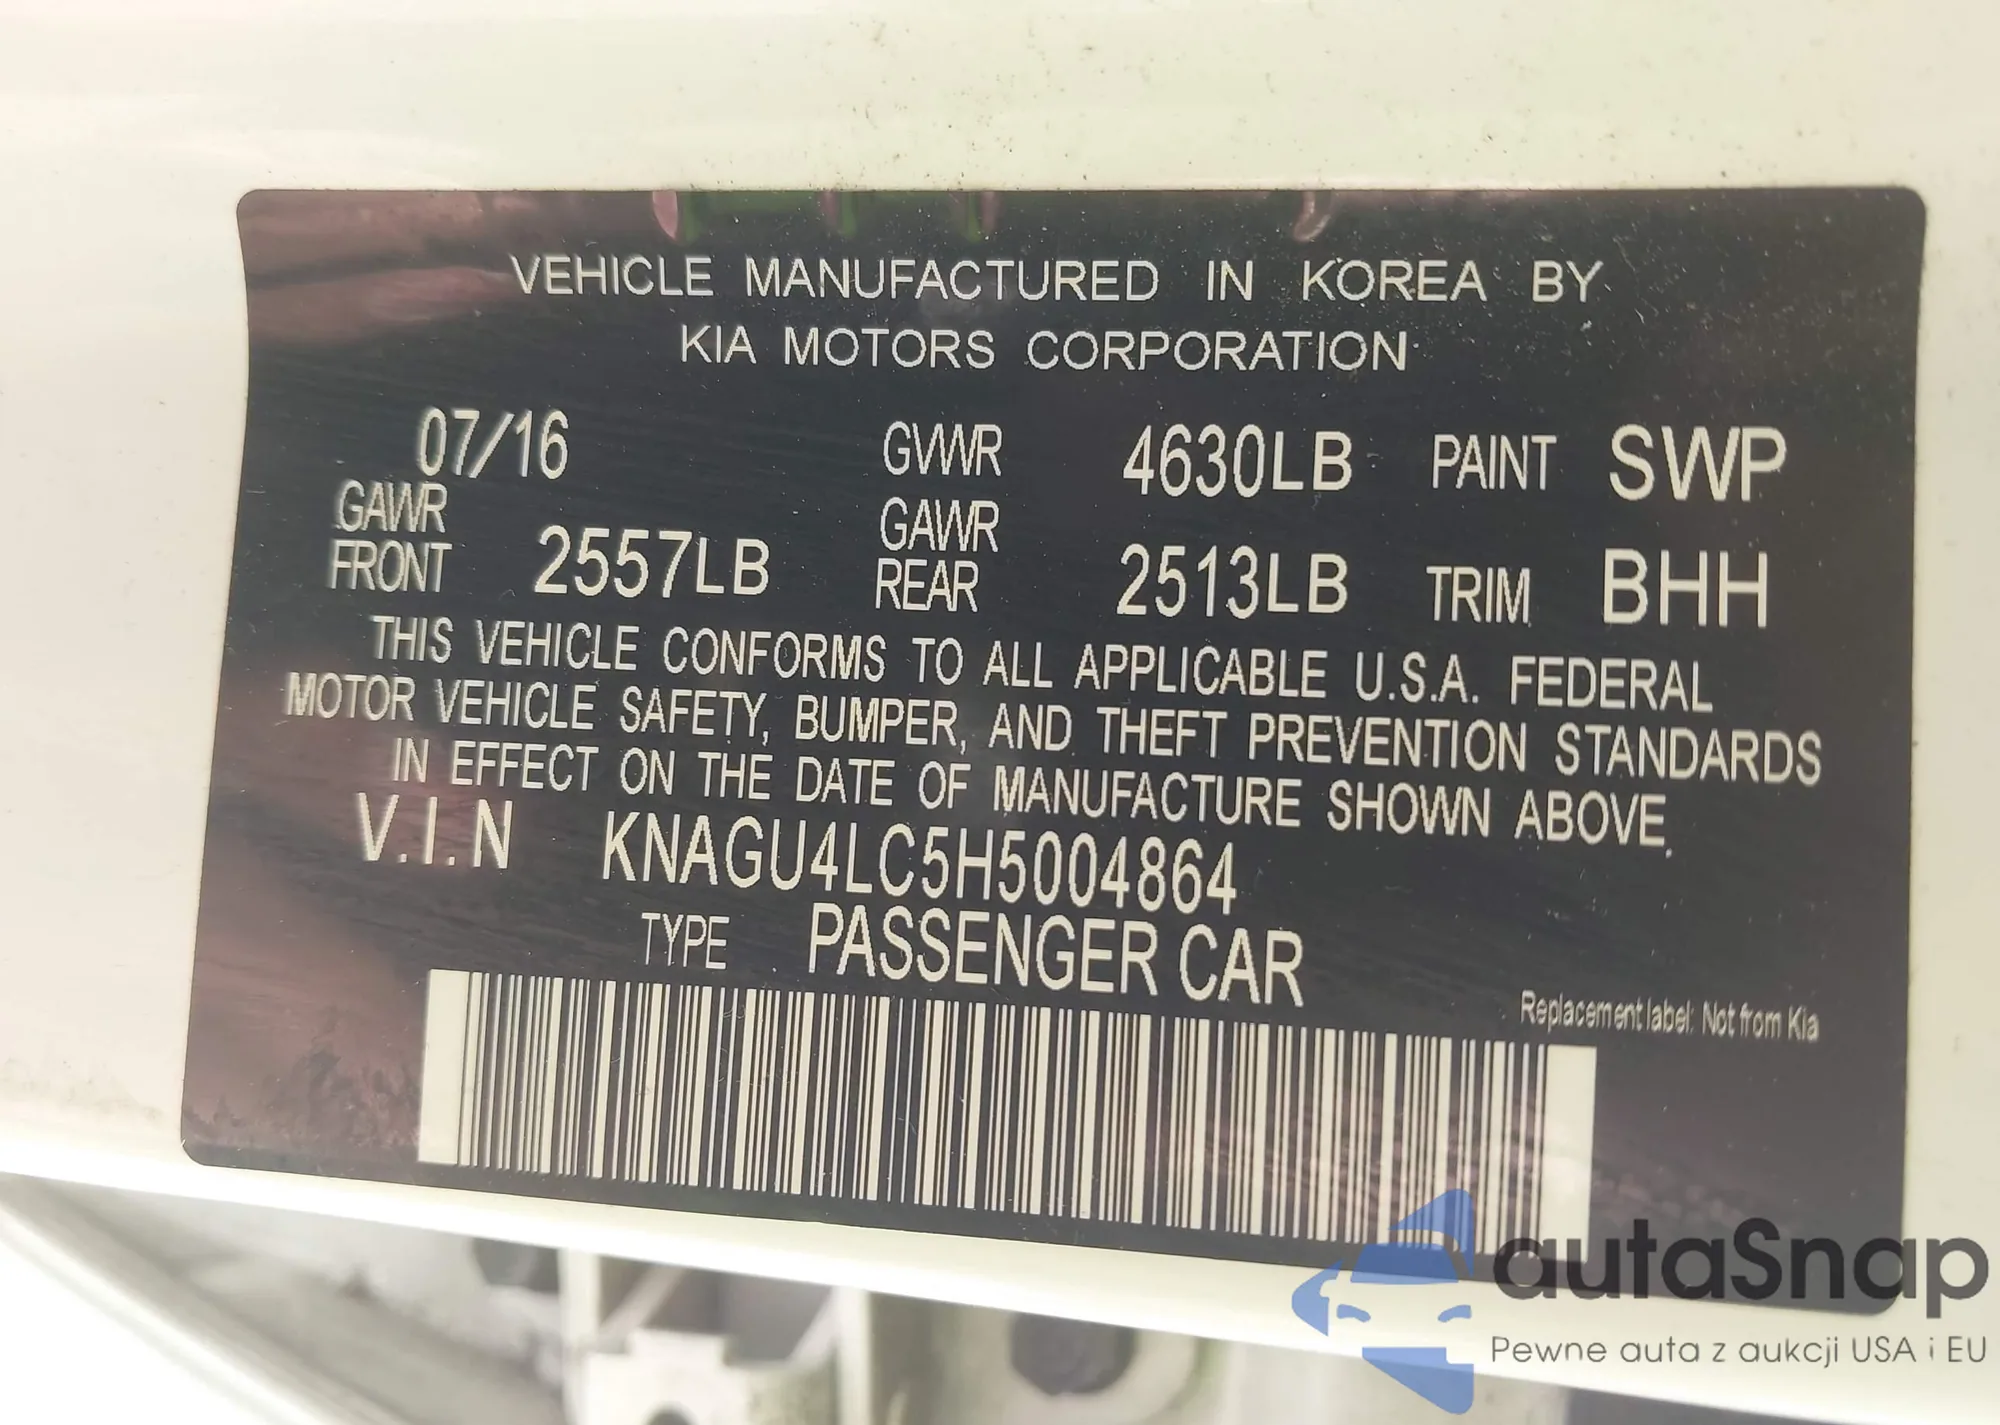 VEHICLE MANUFACTURED IN KOREA BY
KIA MOTORS CORPORATION
07/16 GVWR 4630LB PAINT SWP
GAWR FRONT 2557LB GAWR REAR 2513LB TRIM BHH
THIS VEHICLE CONFORMS TO ALL APPLICABLE U.S.A. FEDERAL
MOTOR VEHICLE SAFETY, BUMPER, AND THEFT PREVENTION STANDARDS
IN EFFECT ON THE DATE OF MANUFACTURE SHOWN ABOVE.
V.I.N KNAGU4LC5H5004864
TYPE PASSENGER CAR
Replacement label: Not from Kia
autaSnap
Pewne auta z aukcji USA i EU